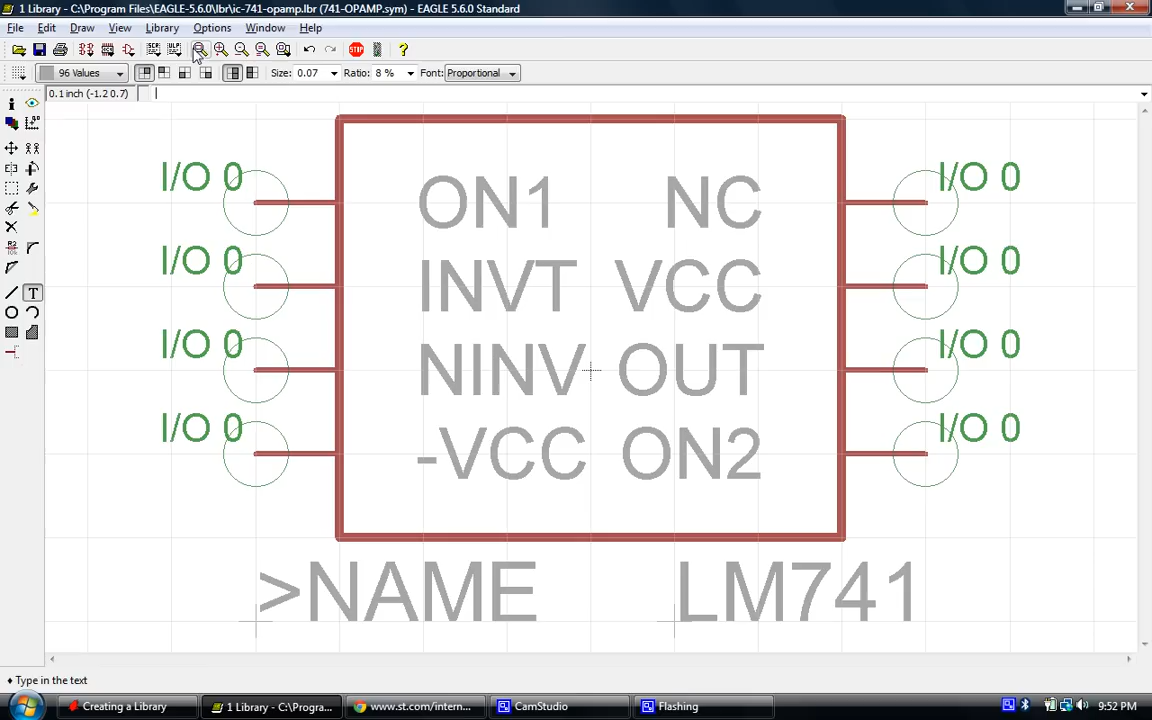 1 Library - C:\Program Files\EAGLE-5.6.0\lbr\ic-741-opamp.lbr (741-OPAMP.sym) - EAGLE 5.6.0 Standard
File Edit Draw View Library Options Window Help
SCR ULP STOP ?
96 Values Size: 0.07 Ratio: 8 % Font: Proportional
0.1 inch (-1.2 0.7)
I/O 0 ON1 NC I/O 0
I/O 0 INVT VCC I/O 0
I/O 0 NINV OUT I/O 0
I/O 0 -VCC ON2 I/O 0
>NAME LM741
T
Type in the text
Creating a Library 1 Library - C:\Progra... www.st.com/intern... CamStudio Flashing 9:52 PM